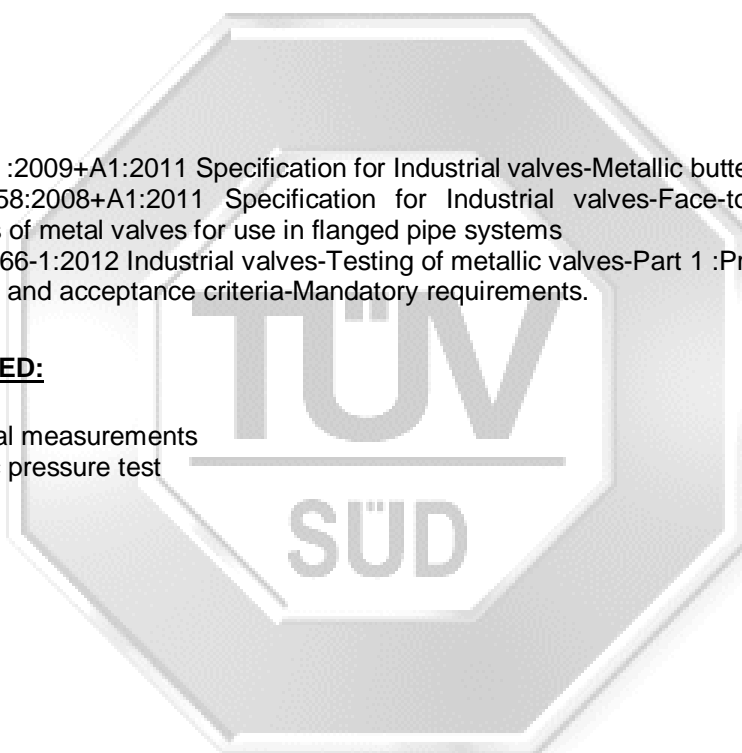 :2009+A1:2011 Specification for Industrial valves-Metallic butte
58:2008+A1:2011 Specification for Industrial valves-Face-to
s of metal valves for use in flanged pipe systems
66-1:2012 Industrial valves-Testing of metallic valves-Part 1 :Pr
and acceptance criteria-Mandatory requirements.
ED:
al measurements
pressure test
TÜV
SÜD